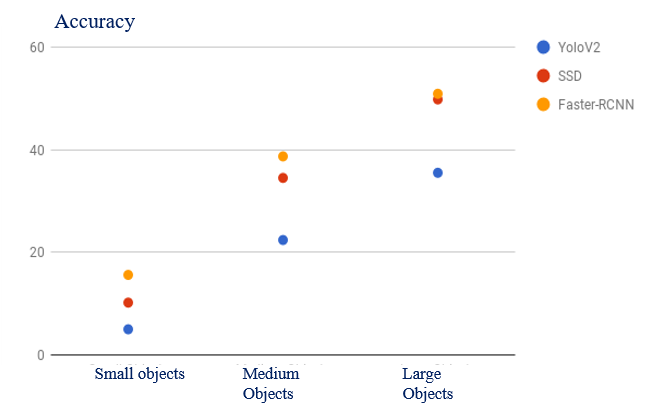 Accuracy
60
40
20
0
YoloV2
SSD
Faster-RCNN
Small objects
Medium
Objects
Large
Objects